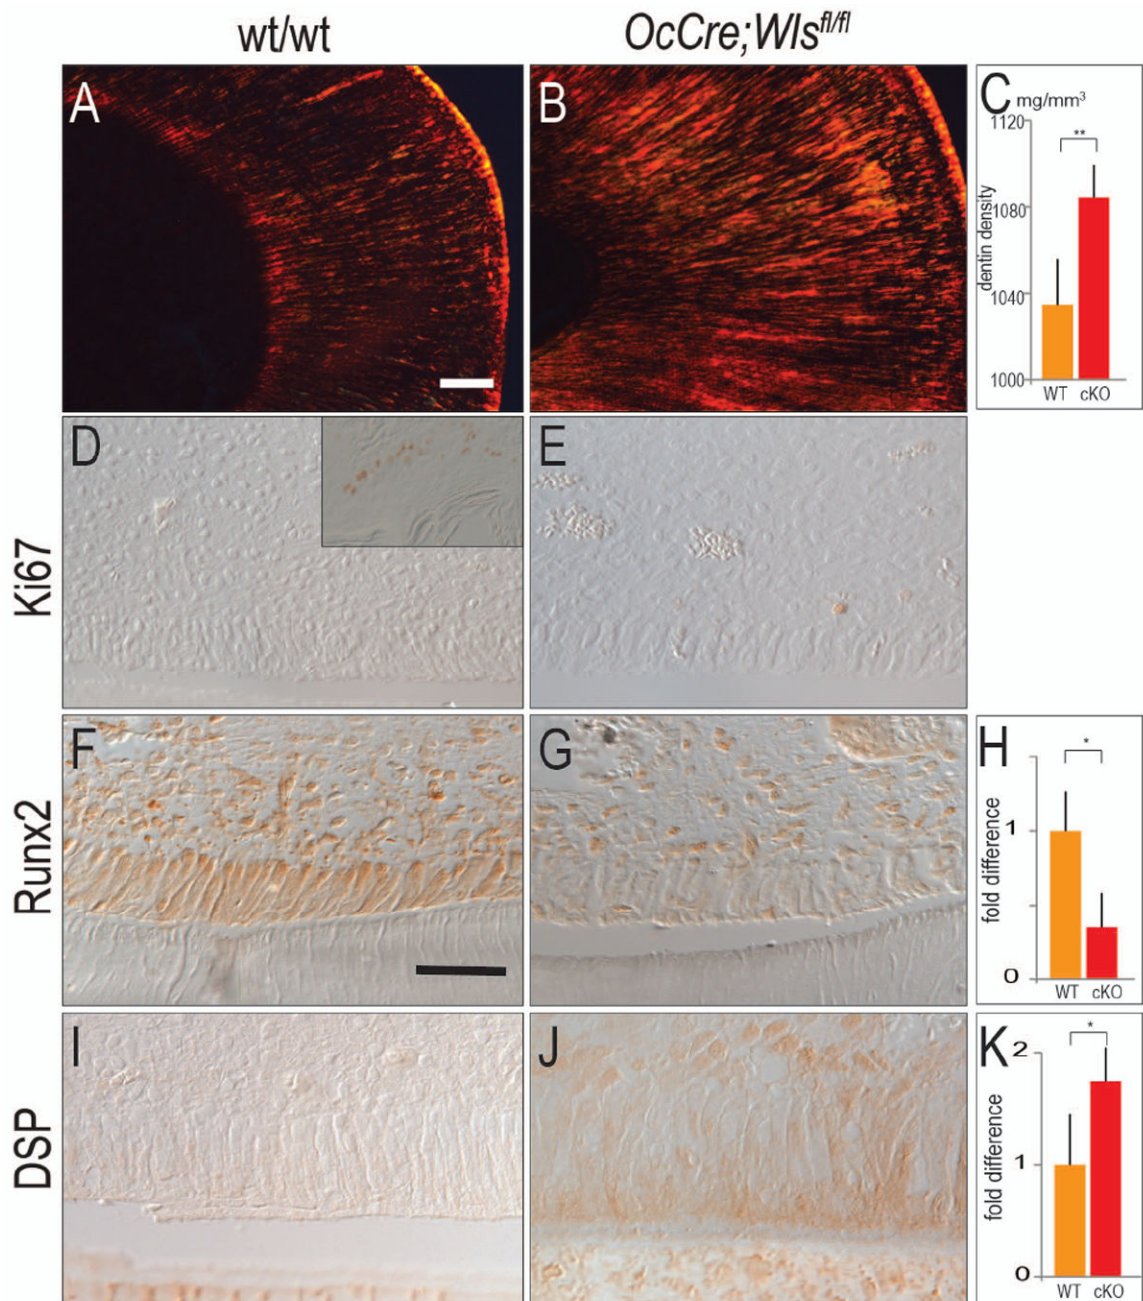 wt/wt
OcCre;Wls^fl/fl
A
B
C mg/mm³
1120
**
1080
dentin density
1040
1000
WT cKO
Ki67
D
E
Runx2
F
G
H
*
fold difference
1
0
WT cKO
DSP
I
J
K
*
2
fold difference
1
0
WT cKO